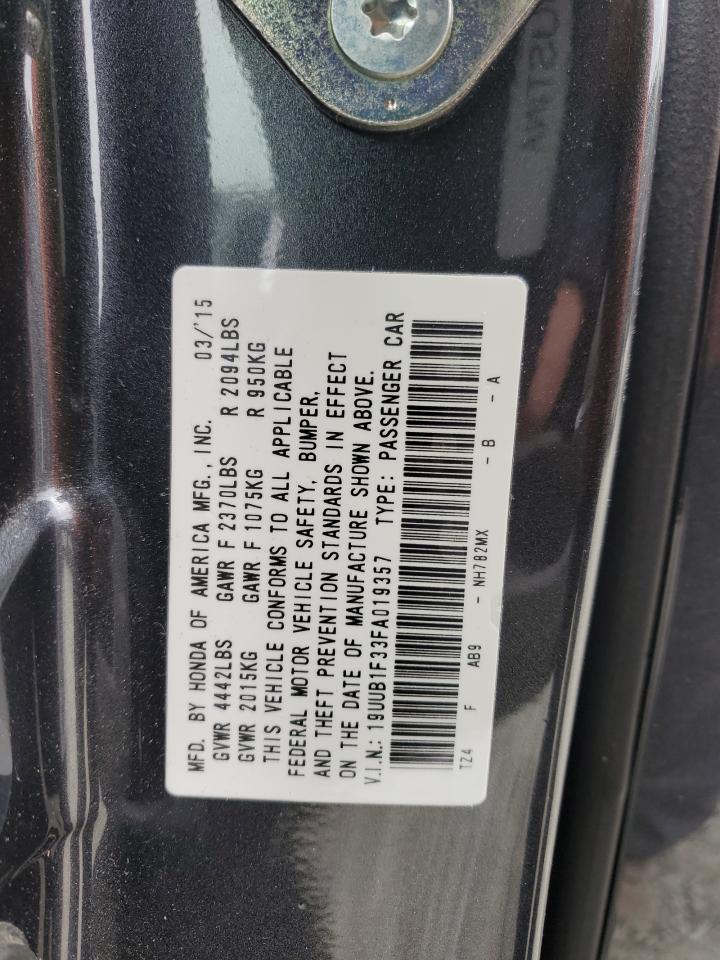 MFD. BY HONDA OF AMERICA MFG., INC. 03/'15
GVWR 4442LBS GAWR F 2370LBS R 2094LBS
GVWR 2015KG GAWR F 1075KG R 950KG
THIS VEHICLE CONFORMS TO ALL APPLICABLE
FEDERAL MOTOR VEHICLE SAFETY, BUMPER,
AND THEFT PREVENTION STANDARDS IN EFFECT
ON THE DATE OF MANUFACTURE SHOWN ABOVE.
V.I.N.: 19UUB1F33FA019357 TYPE: PASSENGER CAR
TZ4 F AB9 - NH782MX - B - A